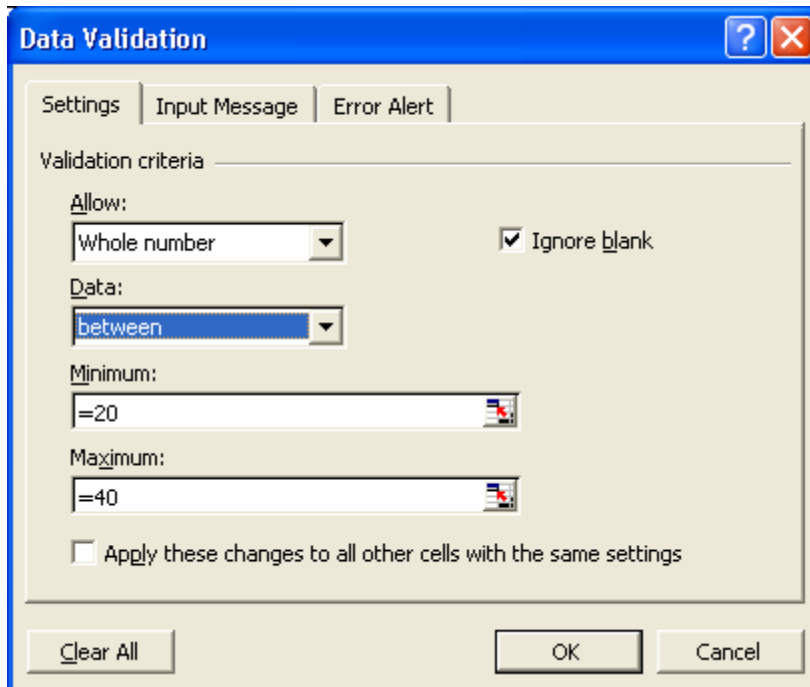 Data Validation
?
Settings Input Message Error Alert
Validation criteria
Allow:
Whole number Ignore blank
Data:
between
Minimum:
=20
Maximum:
=40
Apply these changes to all other cells with the same settings
Clear All OK Cancel